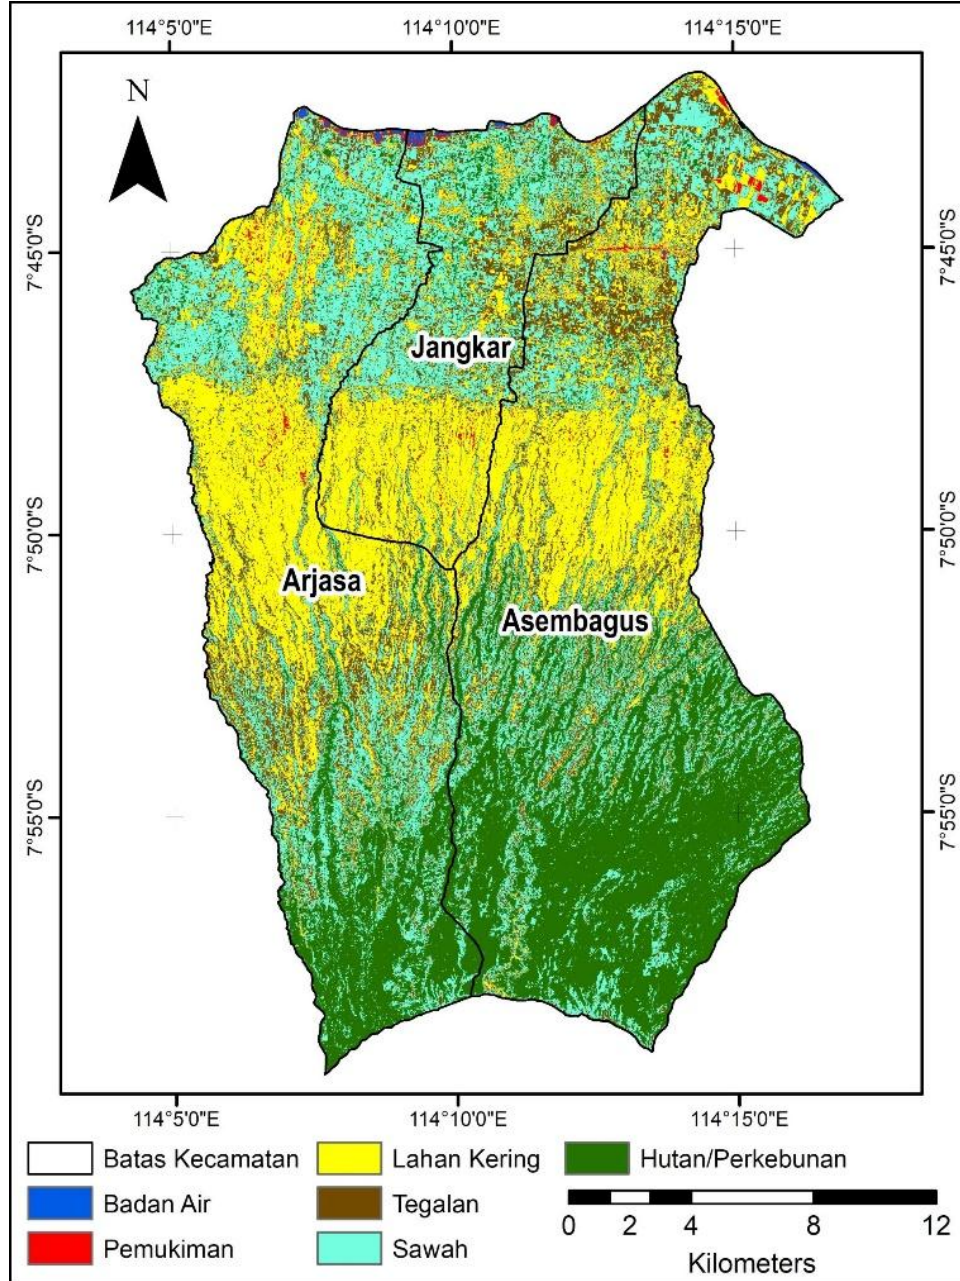 114°5'0"E 114°10'0"E 114°15'0"E
N
7°45'0"S 7°45'0"S
Jangkar
7°50'0"S 7°50'0"S
Arjasa
Asembagus
7°55'0"S 7°55'0"S
114°5'0"E 114°10'0"E 114°15'0"E
Batas Kecamatan Lahan Kering Hutan/Perkebunan
Badan Air Tegalan
0 2 4 8 12
Pemukiman Sawah
Kilometers